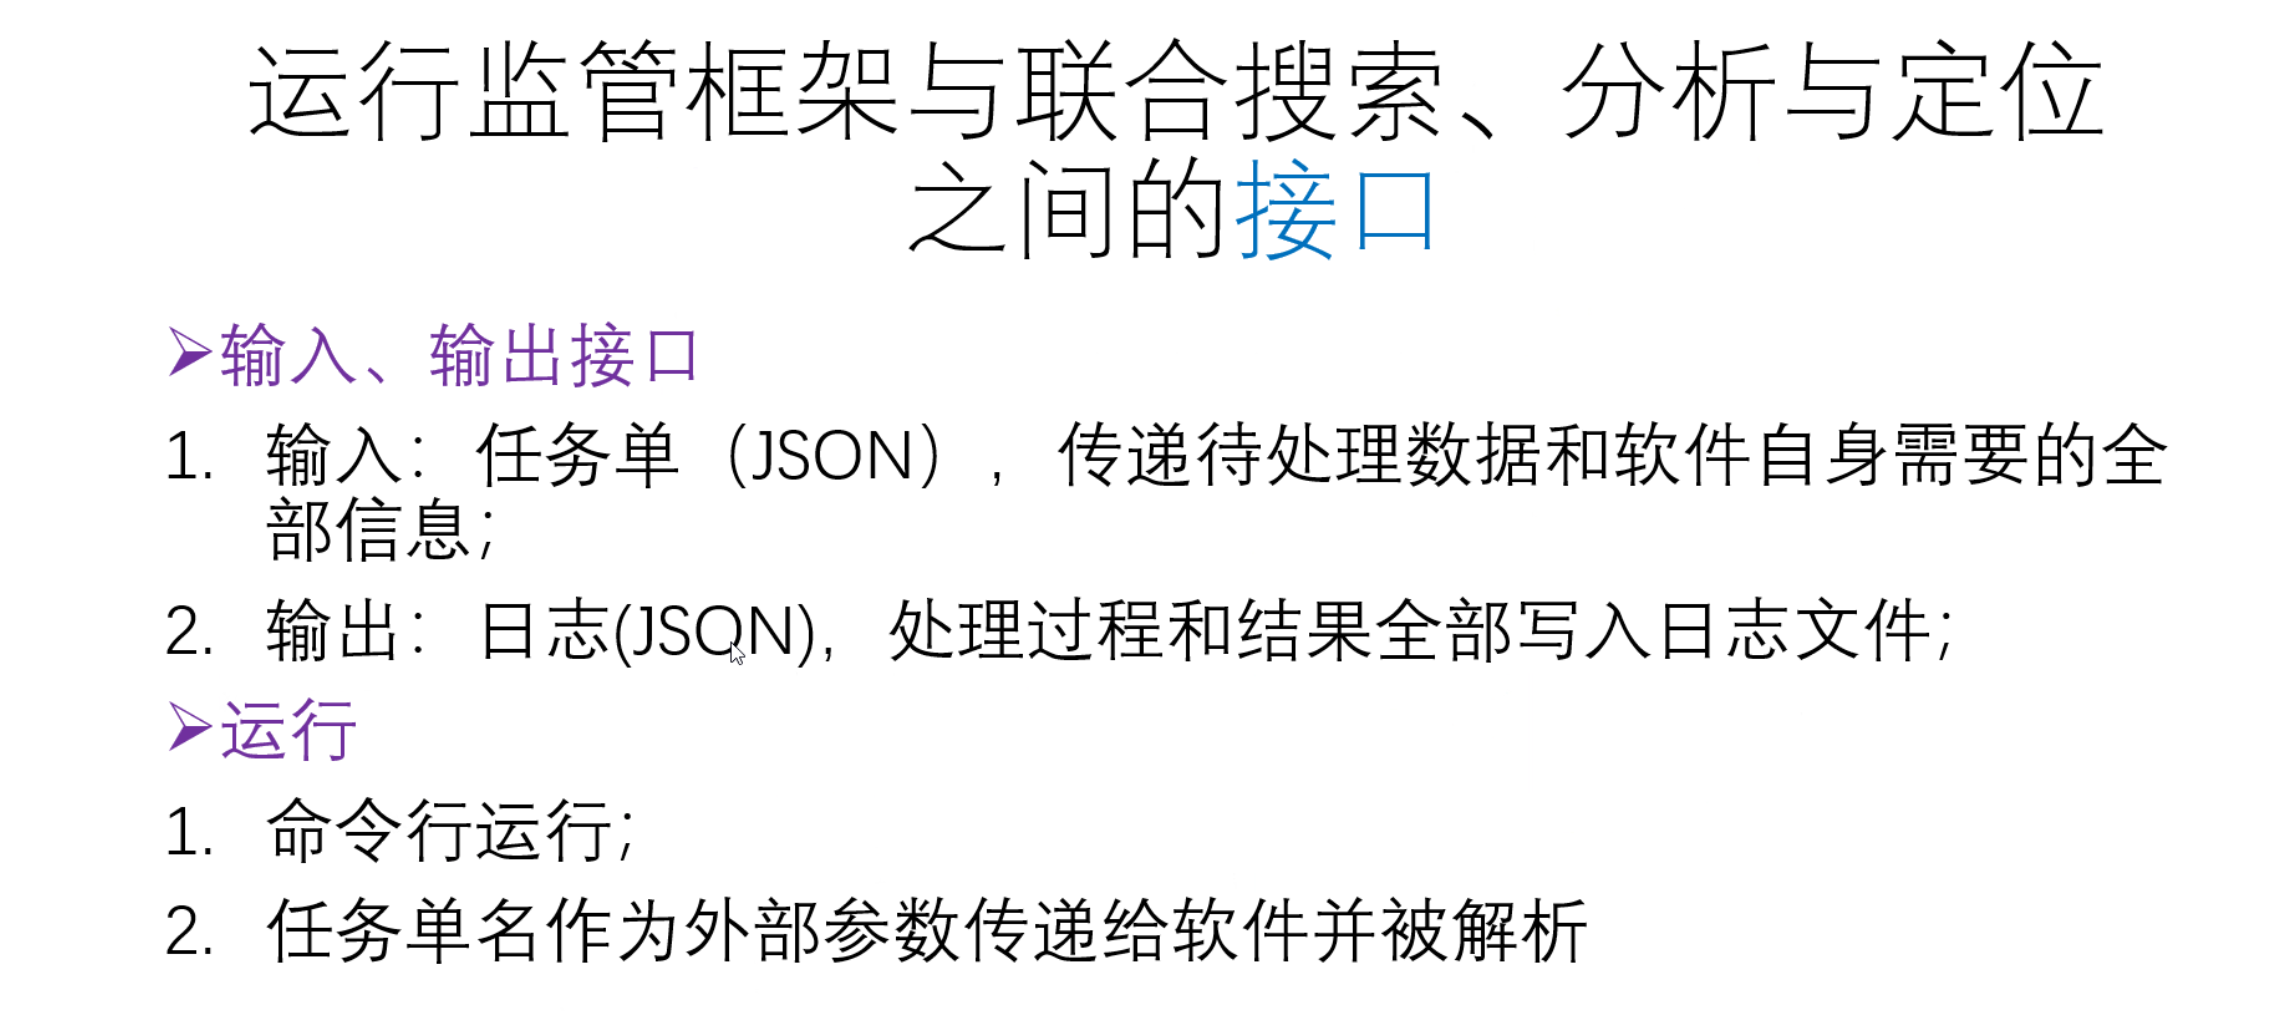 运行监管框架与联合搜索、分析与定位
之间的接口
➢输入、输出接口
1. 输入：任务单（JSON），传递待处理数据和软件自身需要的全
部信息；
2. 输出：日志(JSON)，处理过程和结果全部写入日志文件；
➢运行
1. 命令行运行；
2. 任务单名作为外部参数传递给软件并被解析